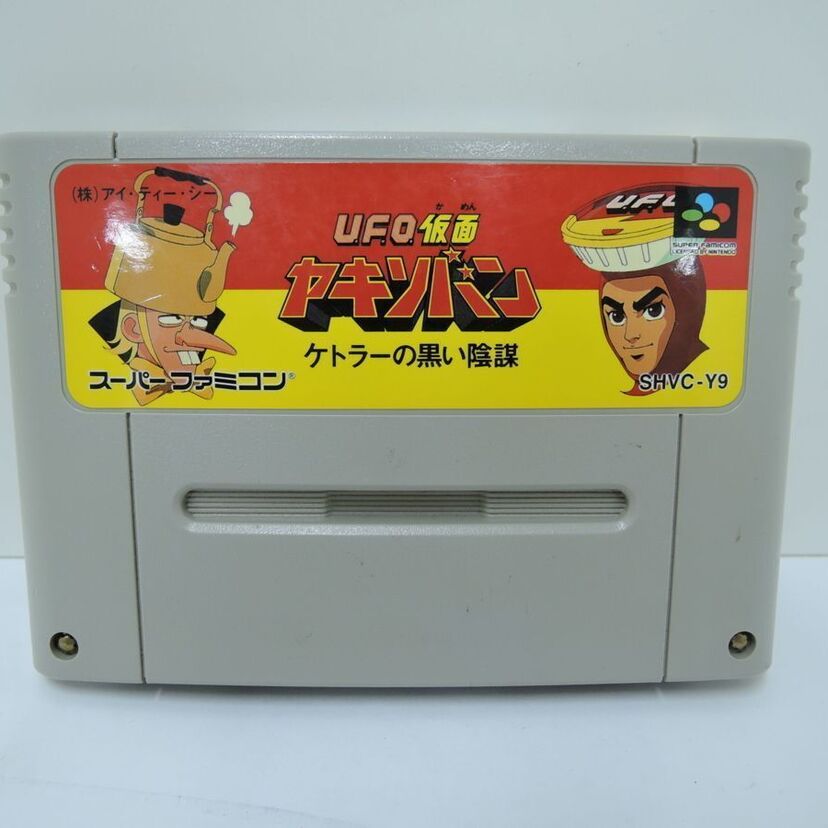 (株)アイ・ティー・シー
U.F.O.仮面
かめん
ヤキソバン
ケトラーの黒い陰謀
スーパーファミコン®
U.F.O.
SUPER FAMICOM
LICENSED BY NINTENDO
SHVC-Y9